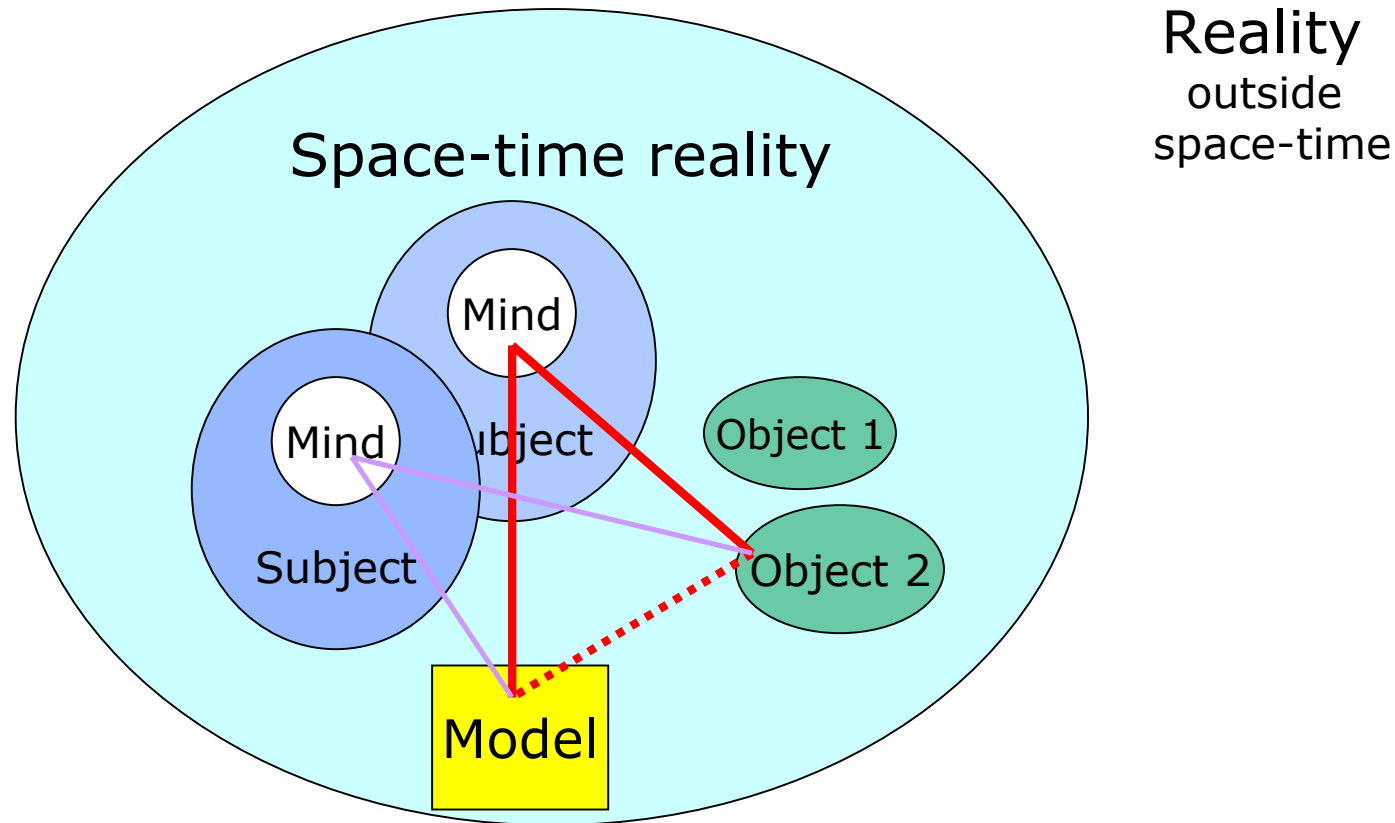 Reality
outside
space-time
Space-time reality
Mind
Mind
ubject
Object 1
Subject
Object 2
Model